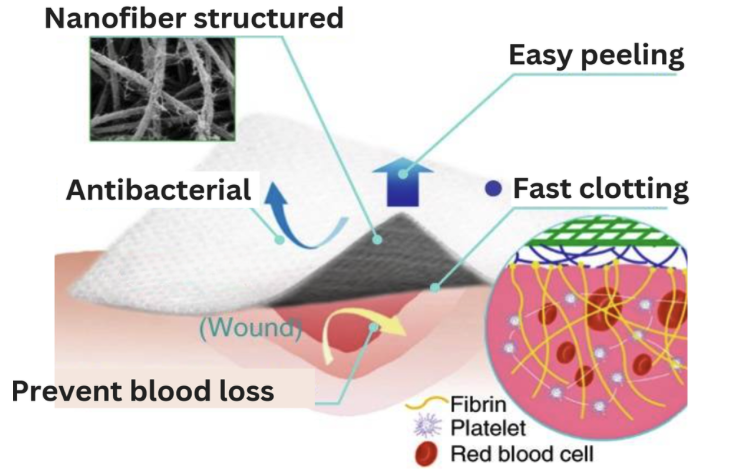 Nanofiber structured
Easy peeling
Antibacterial
Fast clotting
(Wound)
Prevent blood loss
Fibrin
Platelet
Red blood cell